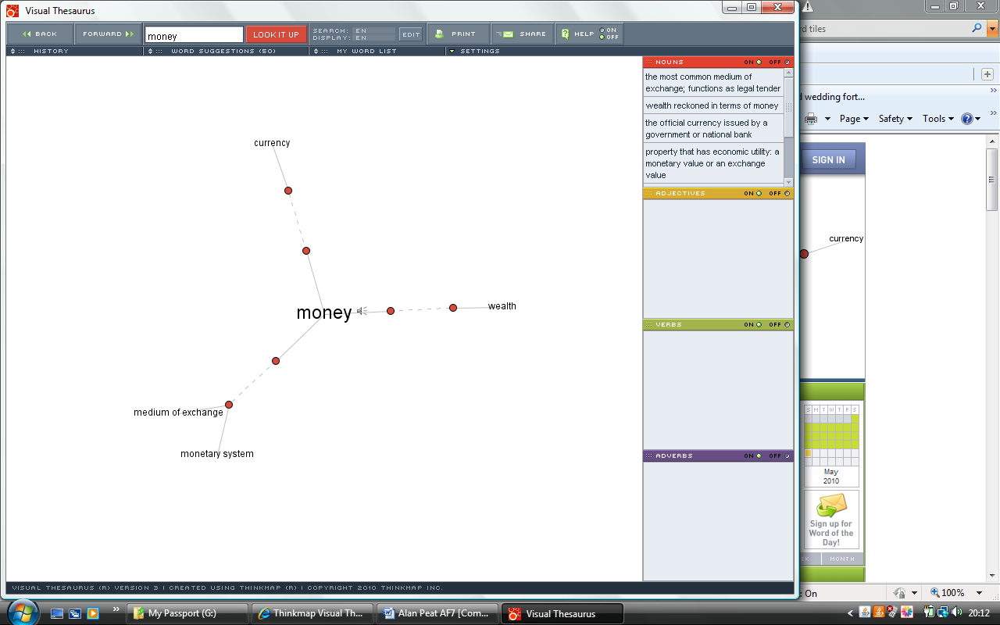 Visual Thesaurus
BACK
FORWARD
money
LOOK IT UP
SEARCH: EN
DISPLAY: EN
EDIT
PRINT
SHARE
HELP
ON
OFF
HISTORY
WORD SUGGESTIONS (50)
MY WORD LIST
SETTINGS
currency
money
wealth
medium of exchange
monetary system
NOUNS ON OFF
the most common medium of
exchange; functions as legal tender
wealth reckoned in terms of money
the official currency issued by a
government or national bank
property that has economic utility: a
monetary value or an exchange
value
ADJECTIVES ON OFF
VERBS ON OFF
ADVERBS ON OFF
VISUAL THESAURUS (R) VERSION 3 | CREATED USING THINKMAP (R) | COPYRIGHT 2010 THINKMAP INC.
rd tiles
d wedding fort...
Page
Safety
Tools
SIGN IN
currency
S M T W T F S
May
2010
Sign up for
Word of the
Day!
EK
MONTH
: On
100%
My Passport (G:)
Thinkmap Visual Th...
Alan Peat AF7 [Com...
Visual Thesaurus
20:12